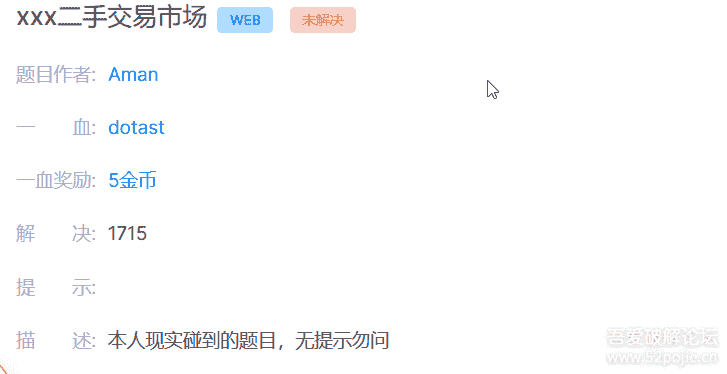 xxx二手交易市场 WEB 未解决
题目作者: Aman
一 血: dotast
一血奖励: 5金币
解 决: 1715
提 示:
描 述: 本人现实碰到的题目，无提示勿问
吾爱破解论坛
www.52pojie.cn